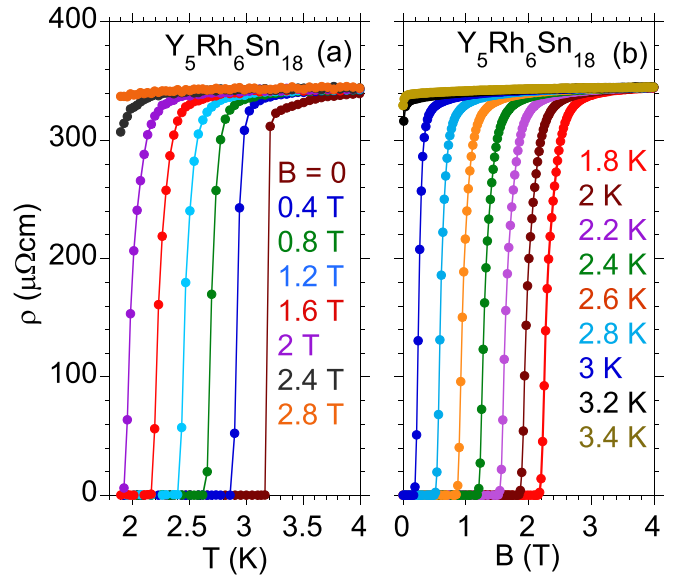 Y5Rh6Sn18 (a)
400
300
200
100
0
ρ (μΩcm)
B = 0
0.4 T
0.8 T
1.2 T
1.6 T
2 T
2.4 T
2.8 T
2 2.5 3 3.5 4
T (K)
Y5Rh6Sn18 (b)
1.8 K
2 K
2.2 K
2.4 K
2.6 K
2.8 K
3 K
3.2 K
3.4 K
0 1 2 3 4
B (T)